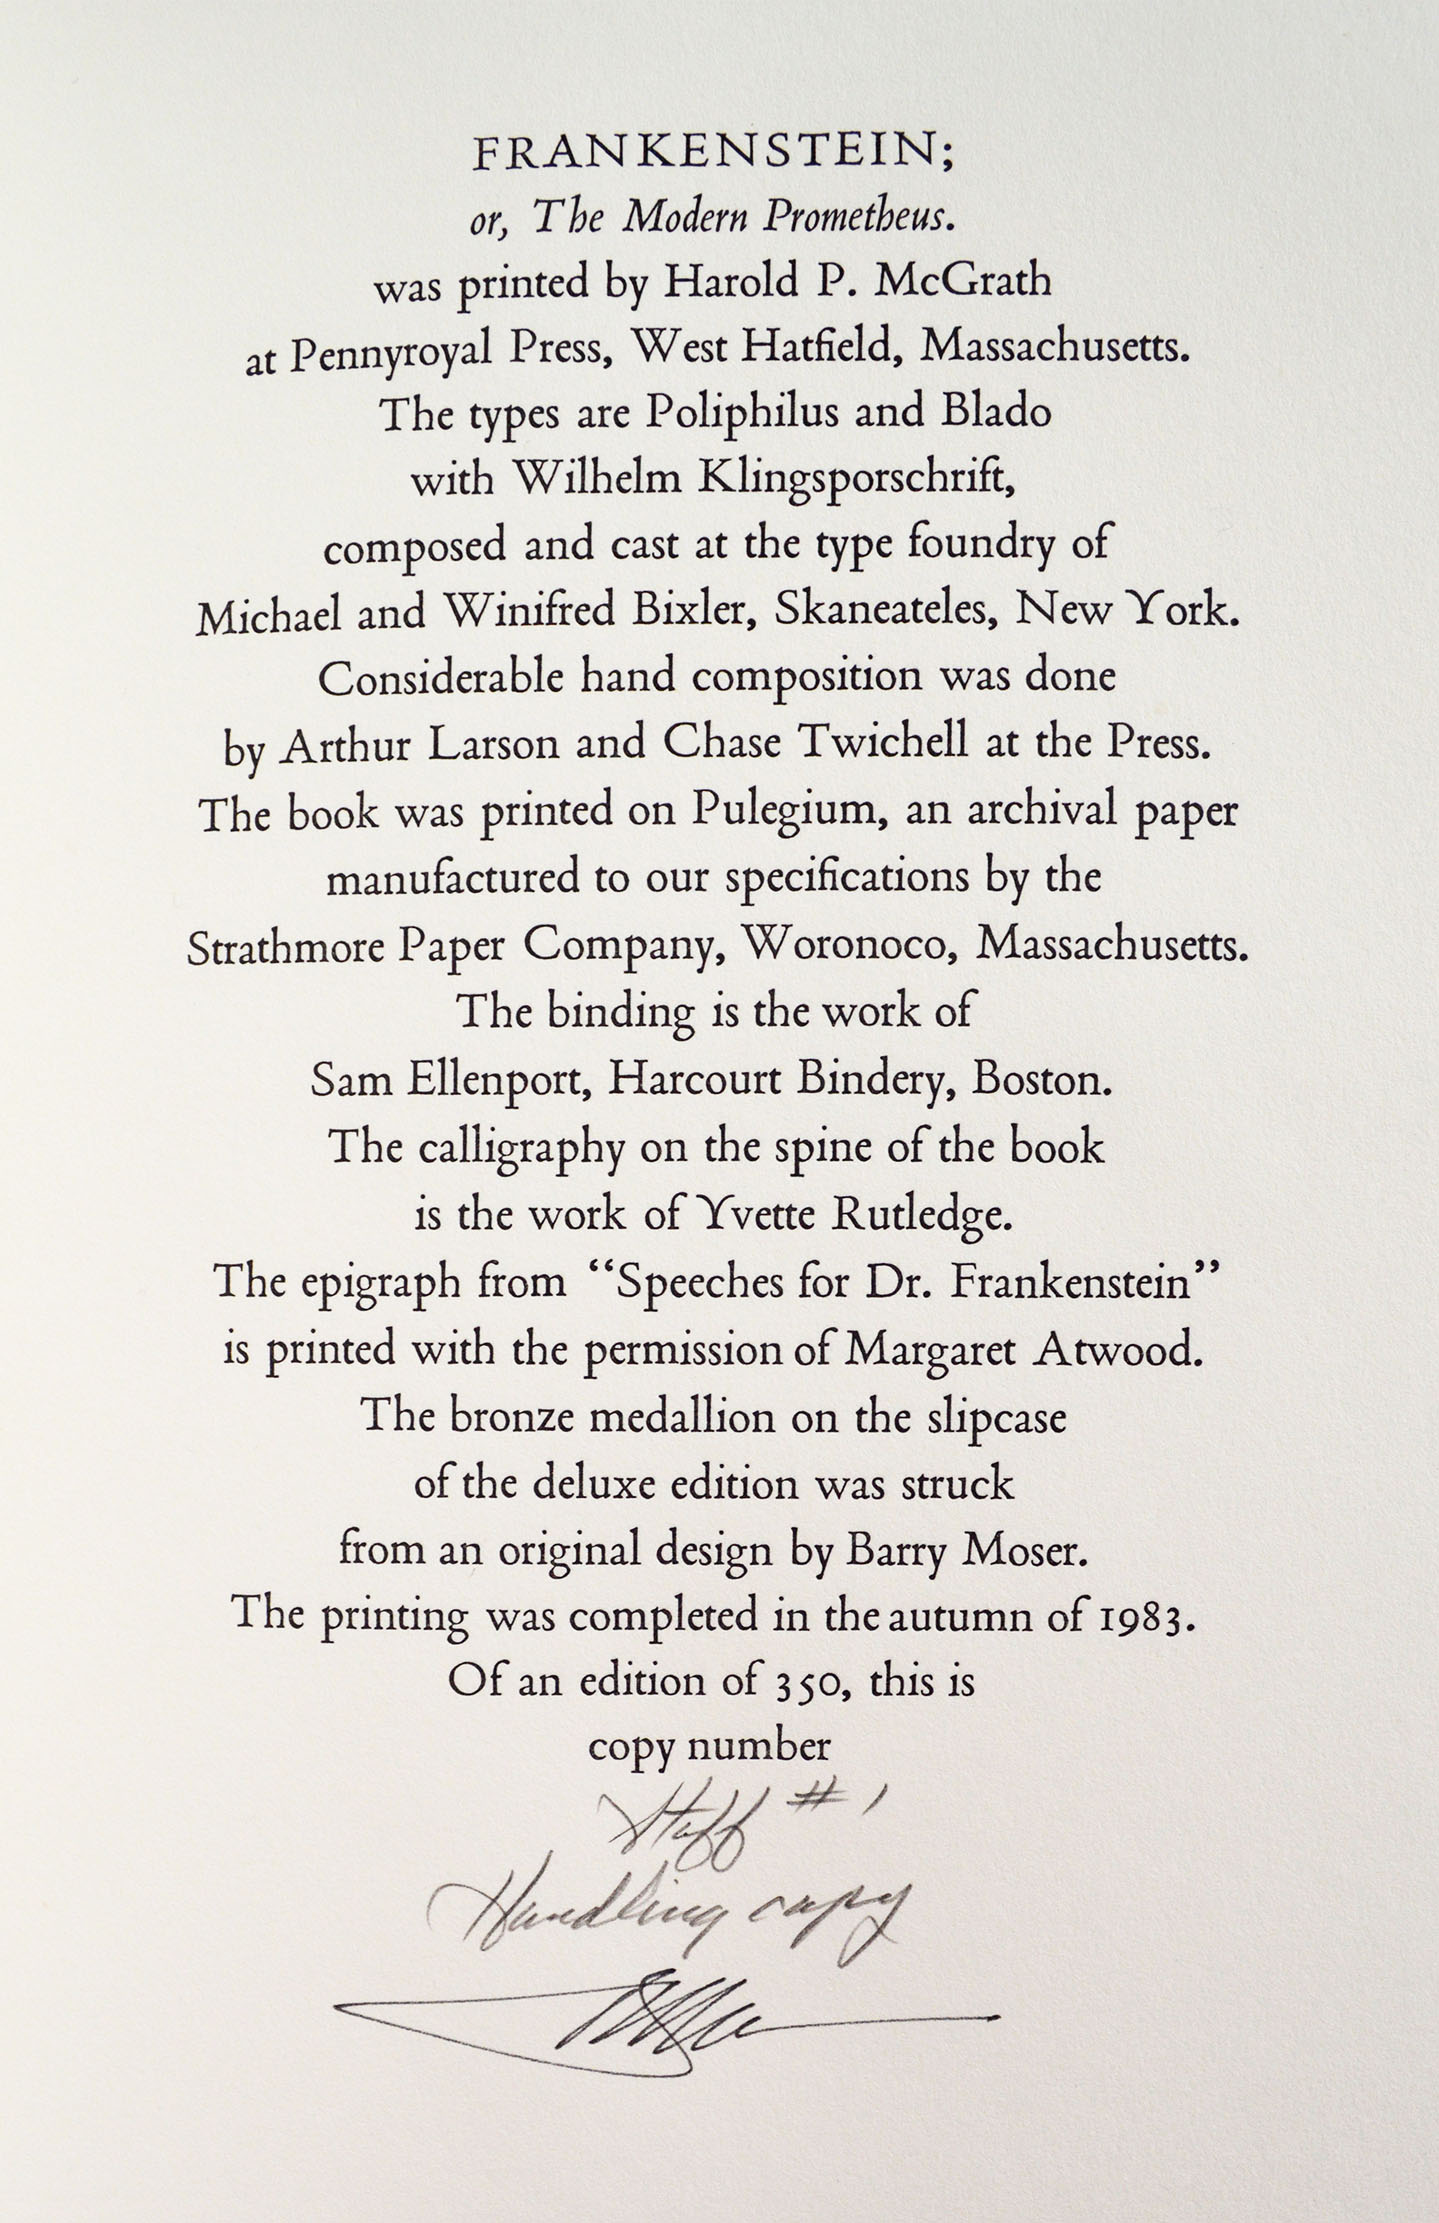 FRANKENSTEIN;
or, The Modern Prometheus.
was printed by Harold P. McGrath
at Pennyroyal Press, West Hatfield, Massachusetts.
The types are Poliphilus and Blado
with Wilhelm Klingsporschrift,
composed and cast at the type foundry of
Michael and Winifred Bixler, Skaneateles, New York.
Considerable hand composition was done
by Arthur Larson and Chase Twichell at the Press.
The book was printed on Pulegium, an archival paper
manufactured to our specifications by the
Strathmore Paper Company, Woronoco, Massachusetts.
The binding is the work of
Sam Ellenport, Harcourt Bindery, Boston.
The calligraphy on the spine of the book
is the work of Yvette Rutledge.
The epigraph from “Speeches for Dr. Frankenstein”
is printed with the permission of Margaret Atwood.
The bronze medallion on the slipcase
of the deluxe edition was struck
from an original design by Barry Moser.
The printing was completed in the autumn of 1983.
Of an edition of 350, this is
copy number
Staff #1
Handling copy